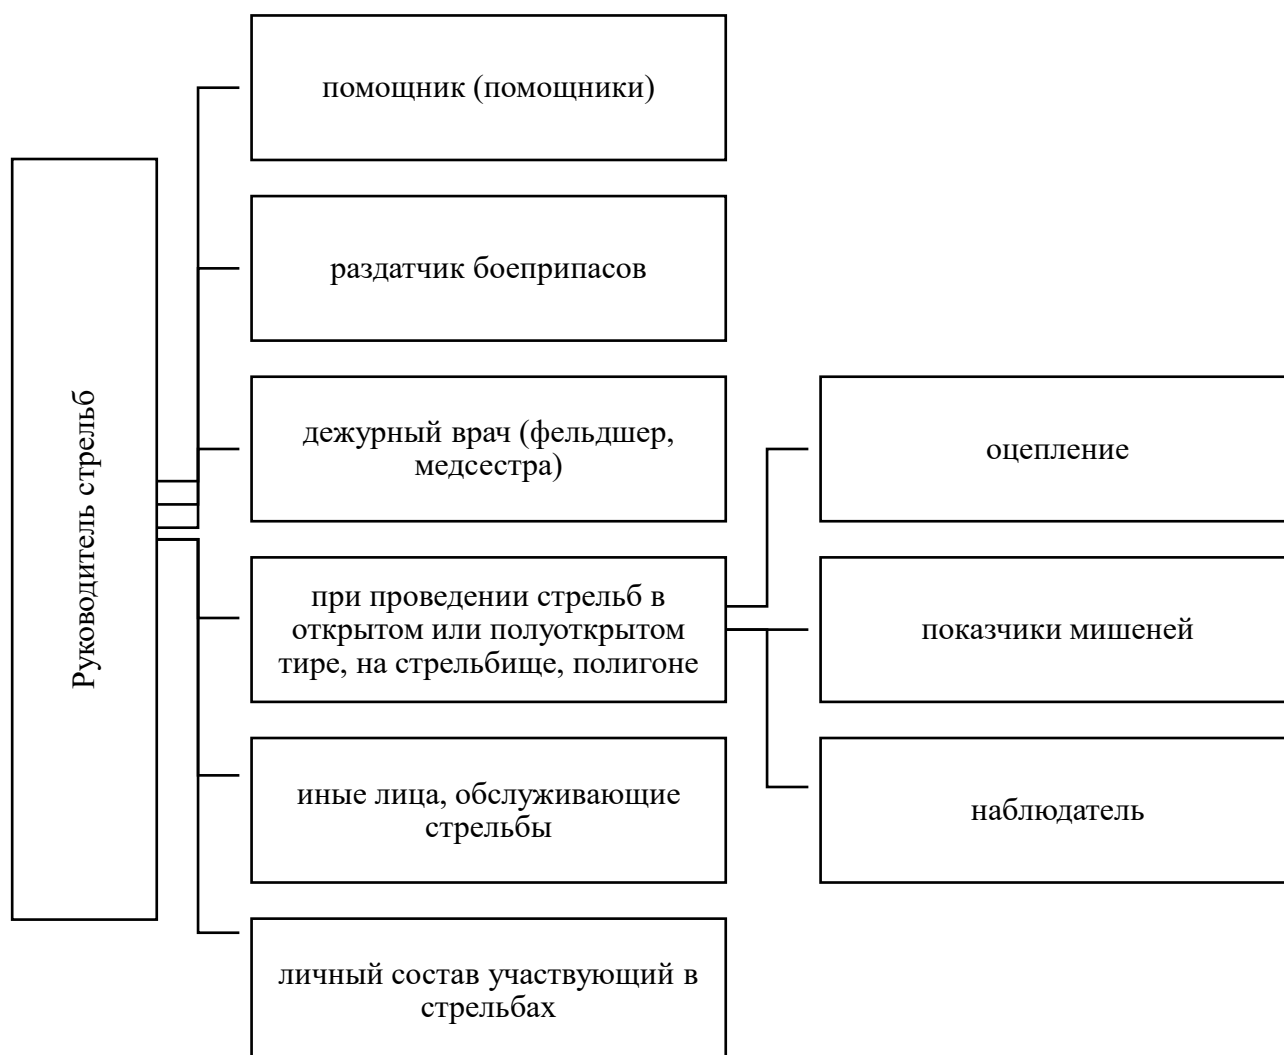 Руководитель стрельб
помощник (помощники)
раздатчик боеприпасов
дежурный врач (фельдшер,
медсестра)
при проведении стрельб в
открытом или полуоткрытом
тире, на стрельбище, полигоне
иные лица, обслуживающие
стрельбы
личный состав участвующий в
стрельбах
оцепление
показчики мишеней
наблюдатель